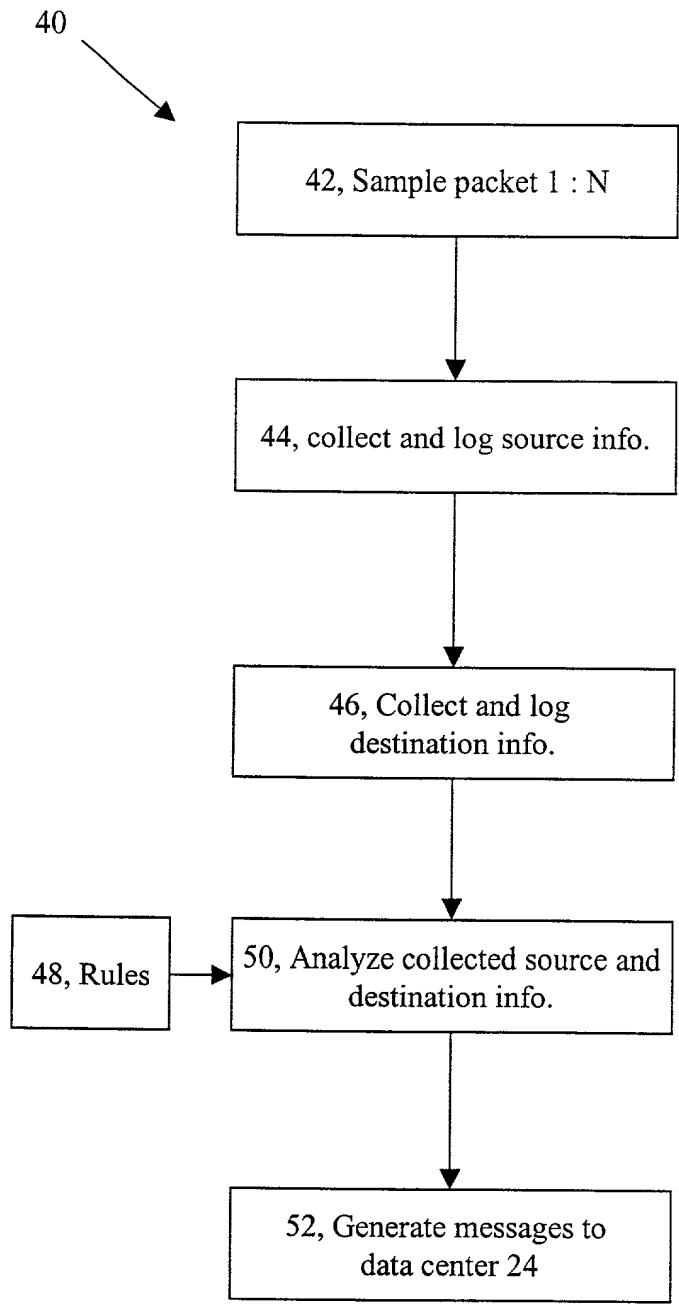 40
42, Sample packet 1 : N
44, collect and log source info.
46, Collect and log
destination info.
48, Rules
50, Analyze collected source and
destination info.
52, Generate messages to
data center 24